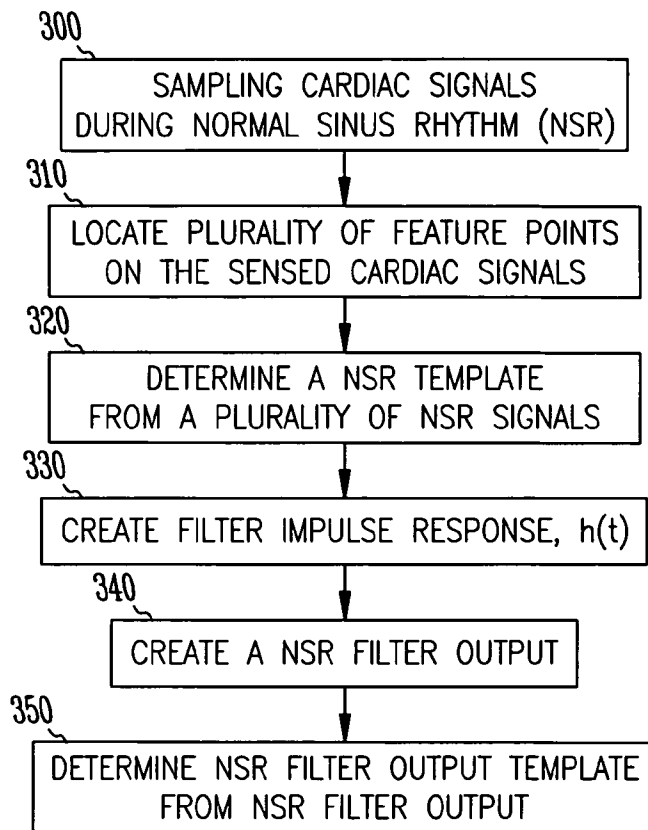 300
SAMPLING CARDIAC SIGNALS
DURING NORMAL SINUS RHYTHM (NSR)
310
LOCATE PLURALITY OF FEATURE POINTS
ON THE SENSED CARDIAC SIGNALS
320
DETERMINE A NSR TEMPLATE
FROM A PLURALITY OF NSR SIGNALS
330
CREATE FILTER IMPULSE RESPONSE, h(t)
340
CREATE A NSR FILTER OUTPUT
350
DETERMINE NSR FILTER OUTPUT TEMPLATE
FROM NSR FILTER OUTPUT